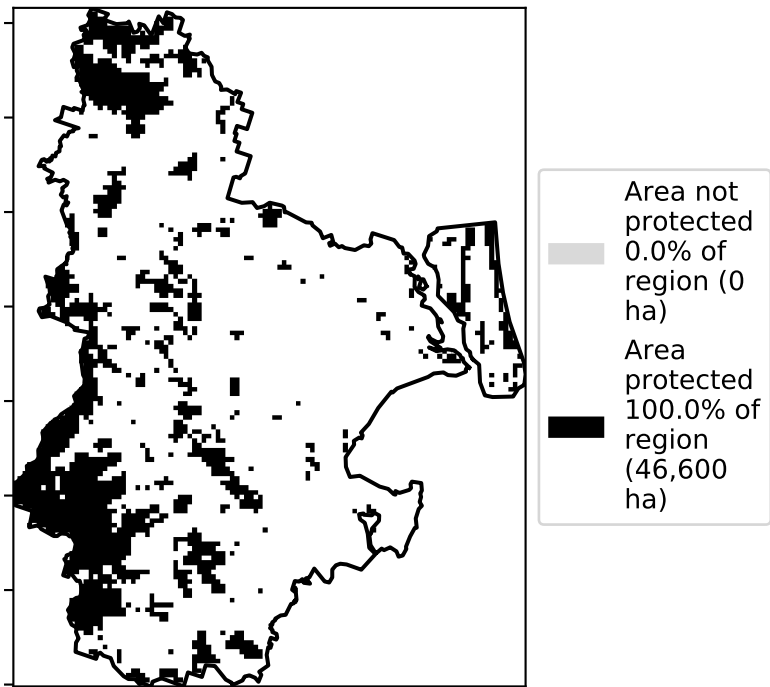 Area not
protected
0.0% of
region (0
ha)
Area
protected
100.0% of
region
(46,600
ha)